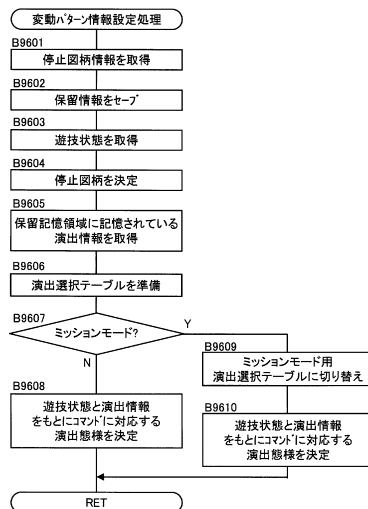 変動ﾊﾟﾀｰﾝ情報設定処理
B9601
停止図柄情報を取得
B9602
保留情報をｾｰﾌﾞ
B9603
遊技状態を取得
B9604
停止図柄を決定
B9605
保留記憶領域に記憶されている
演出情報を取得
B9606
演出選択テーブルを準備
B9607
ミッションモード?
Y
N
B9609
ミッションモード用
演出選択テーブルに切り替え
B9608
遊技状態と演出情報
をもとにｺﾏﾝﾄﾞに対応する
演出態様を決定
B9610
遊技状態と演出情報
をもとにｺﾏﾝﾄﾞに対応する
演出態様を決定
RET